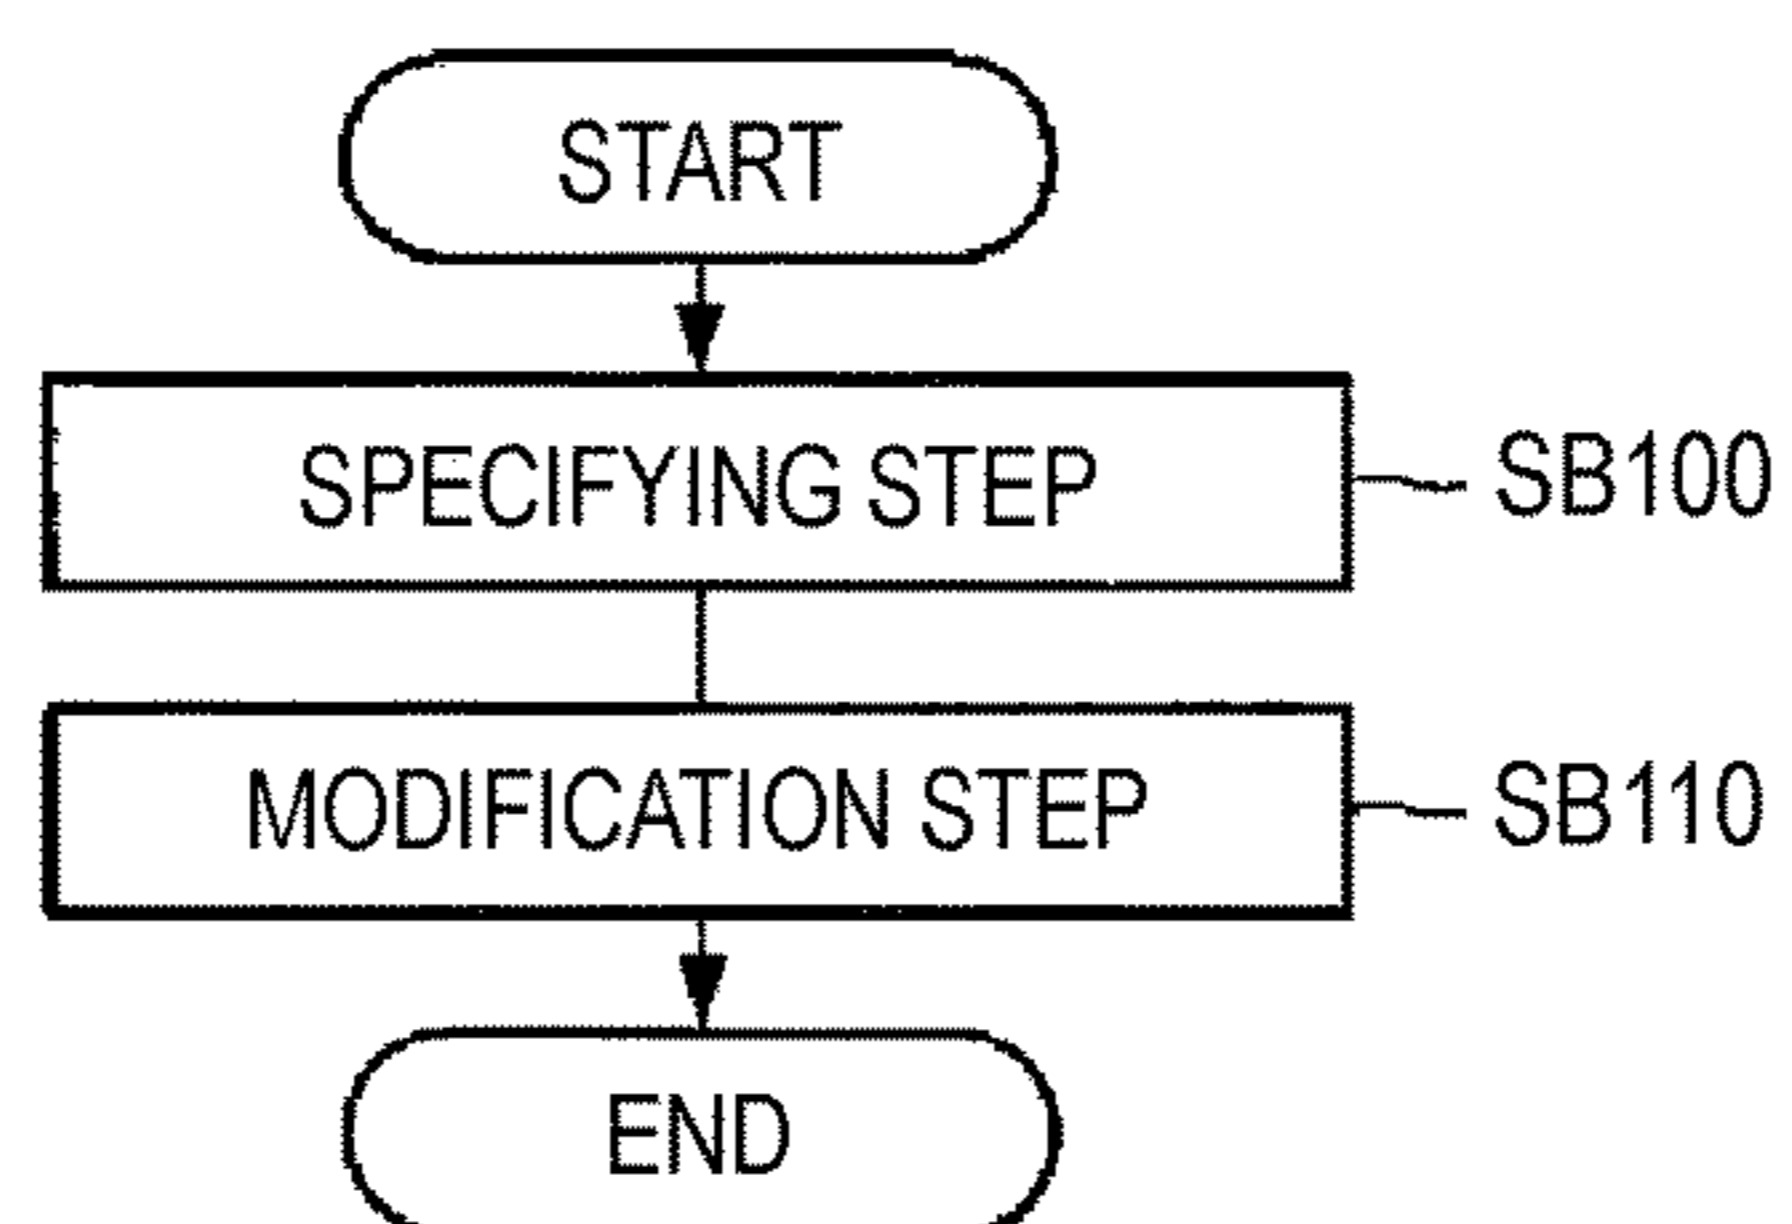 START
SPECIFYING STEP
SB100
MODIFICATION STEP
SB110
END